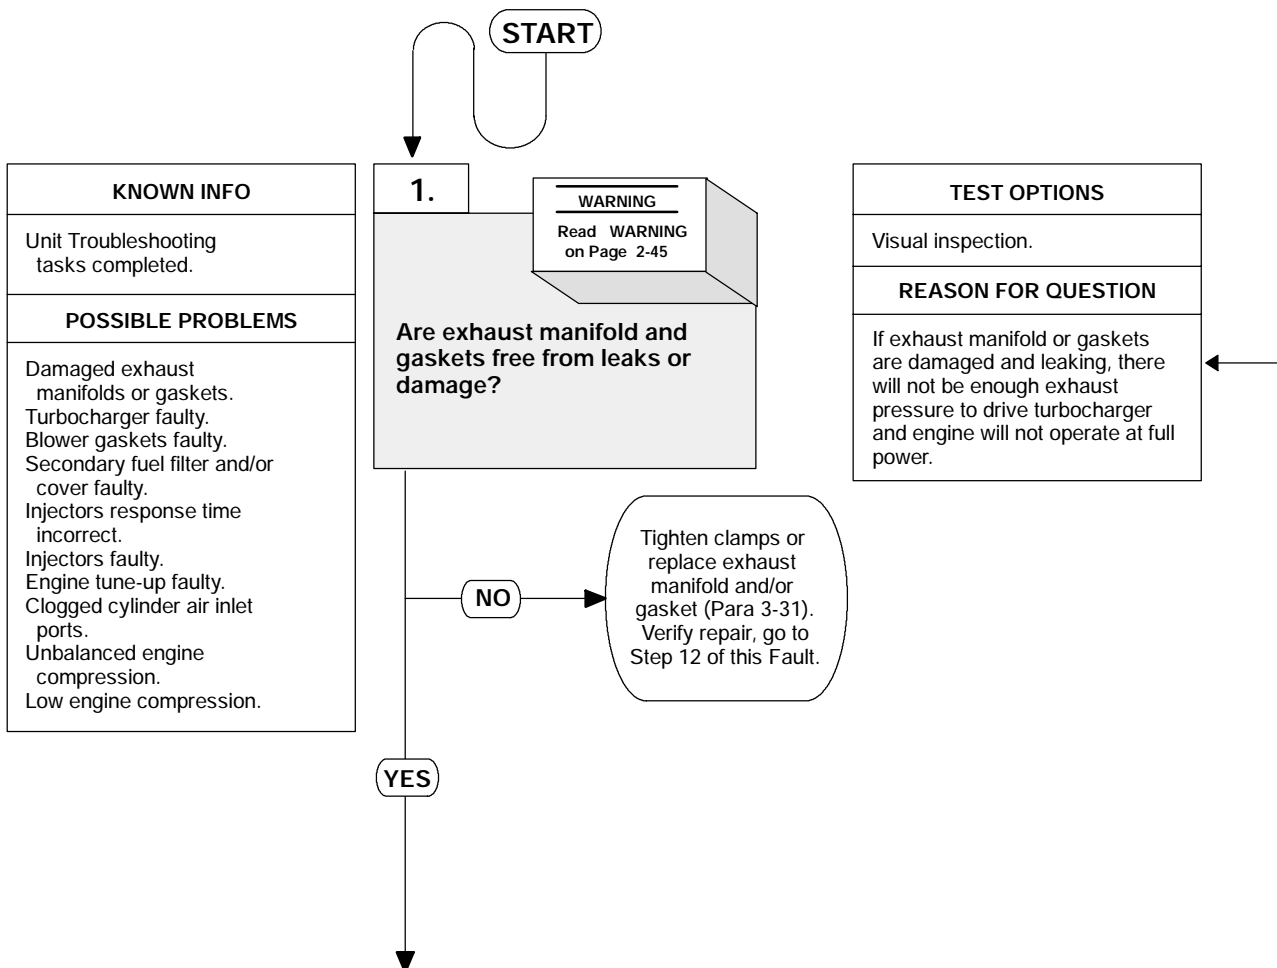 START
KNOWN INFO
Unit Troubleshooting
tasks completed.
POSSIBLE PROBLEMS
Damaged exhaust
manifolds or gaskets.
Turbocharger faulty.
Blower gaskets faulty.
Secondary fuel filter and/or
cover faulty.
Injectors response time
incorrect.
Injectors faulty.
Engine tune-up faulty.
Clogged cylinder air inlet
ports.
Unbalanced engine
compression.
Low engine compression.
1.
WARNING
Read WARNING
on Page 2-45
Are exhaust manifold and
gaskets free from leaks or
damage?
TEST OPTIONS
Visual inspection.
REASON FOR QUESTION
If exhaust manifold or gaskets
are damaged and leaking, there
will not be enough exhaust
pressure to drive turbocharger
and engine will not operate at full
power.
NO
Tighten clamps or
replace exhaust
manifold and/or
gasket (Para 3-31).
Verify repair, go to
Step 12 of this Fault.
YES